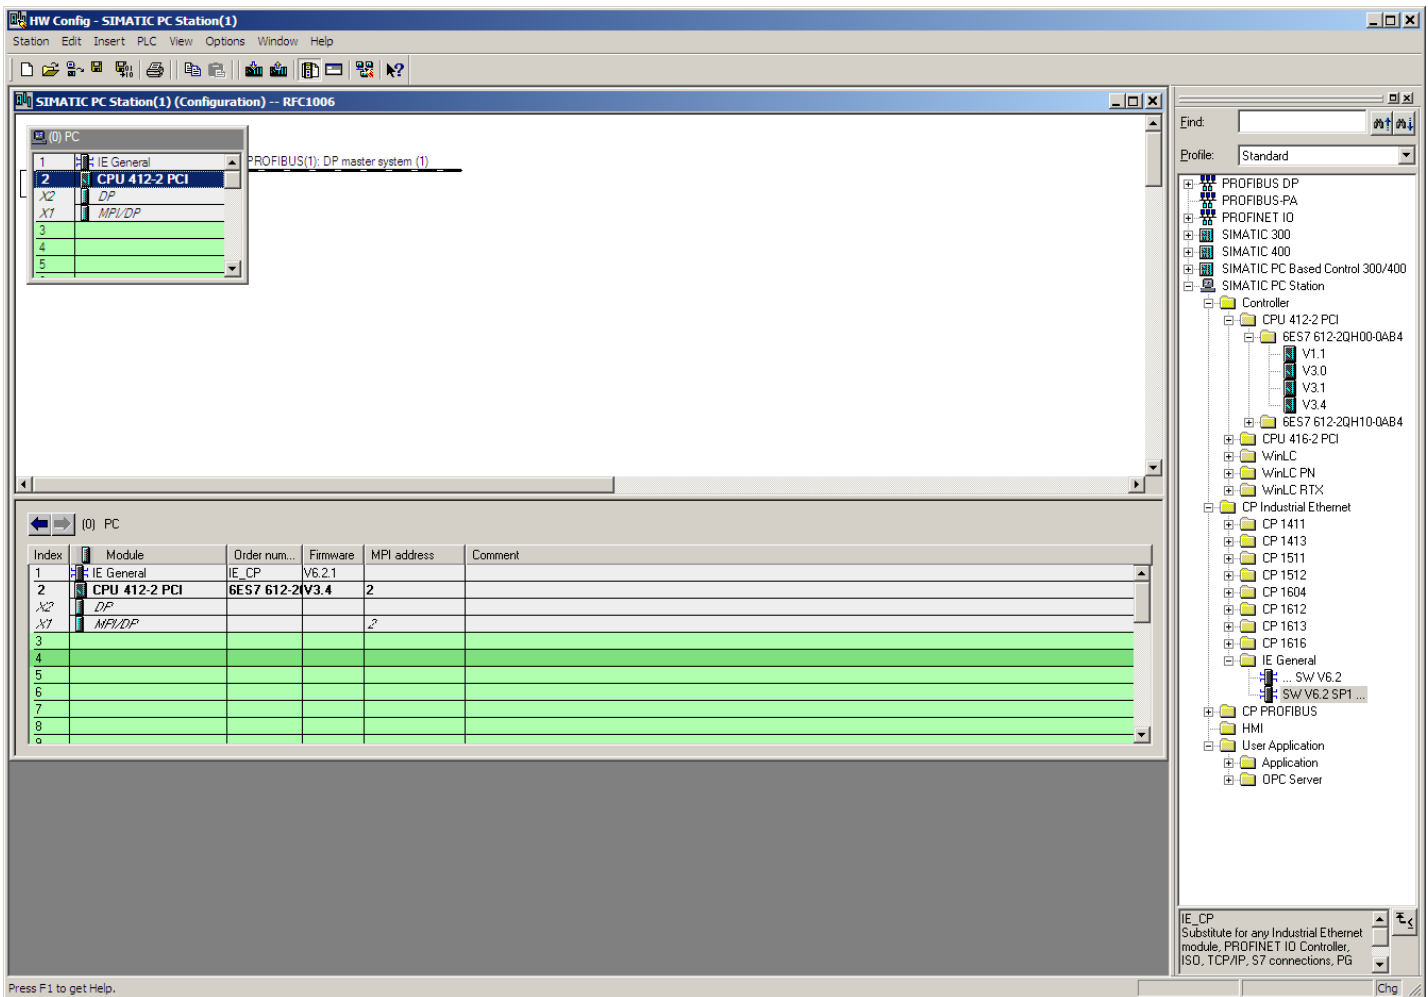 HW Config - SIMATIC PC Station(1)
Station Edit Insert PLC View Options Window Help
SIMATIC PC Station(1) (Configuration) -- RFC1006
(0) PC
1 IE General
2 CPU 412-2 PCI
X2 DP
X1 MPI/DP
3
4
5
PROFIBUS(1): DP master system (1)
(0) PC
Index Module Order num... Firmware MPI address Comment
1 IE General IE_CP V6.2.1
2 CPU 412-2 PCI 6ES7 612-2 V3.4 2
X2 DP
X1 MPI/DP 2
3
4
5
6
7
8
9
Find:
Profile: Standard
PROFIBUS DP
PROFIBUS-PA
PROFINET IO
SIMATIC 300
SIMATIC 400
SIMATIC PC Based Control 300/400
SIMATIC PC Station
Controller
CPU 412-2 PCI
6ES7 612-2QH00-0AB4
V1.1
V3.0
V3.1
V3.4
6ES7 612-2QH10-0AB4
CPU 416-2 PCI
WinLC
WinLC PN
WinLC RTX
CP Industrial Ethernet
CP 1411
CP 1413
CP 1511
CP 1512
CP 1604
CP 1612
CP 1613
CP 1616
IE General
... SW V6.2
SW V6.2 SP1 ...
CP PROFIBUS
HMI
User Application
Application
OPC Server
IE_CP
Substitute for any Industrial Ethernet
module, PROFINET IO Controller,
ISO, TCP/IP, S7 connections, PG
Press F1 to get Help.
Chg